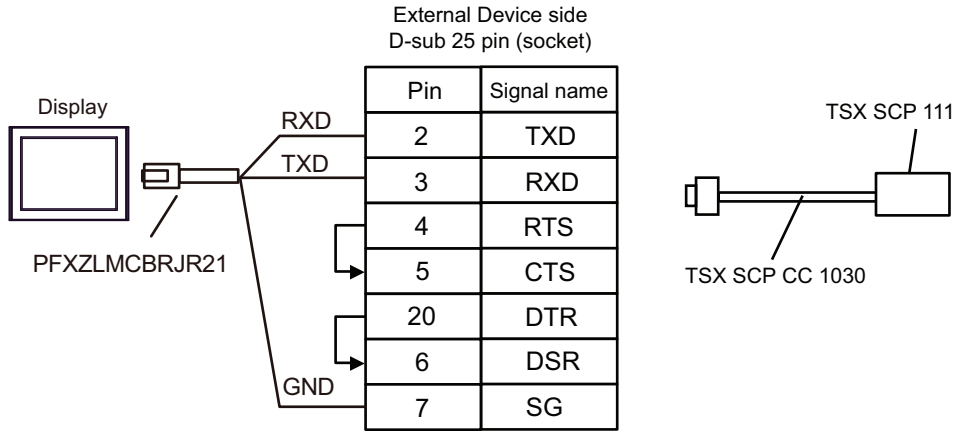 External Device side
D-sub 25 pin (socket)
Display
RXD
TXD
GND
PFXZLMCBRJR21
Pin Signal name
2 TXD
3 RXD
4 RTS
5 CTS
20 DTR
6 DSR
7 SG
TSX SCP 111
TSX SCP CC 1030